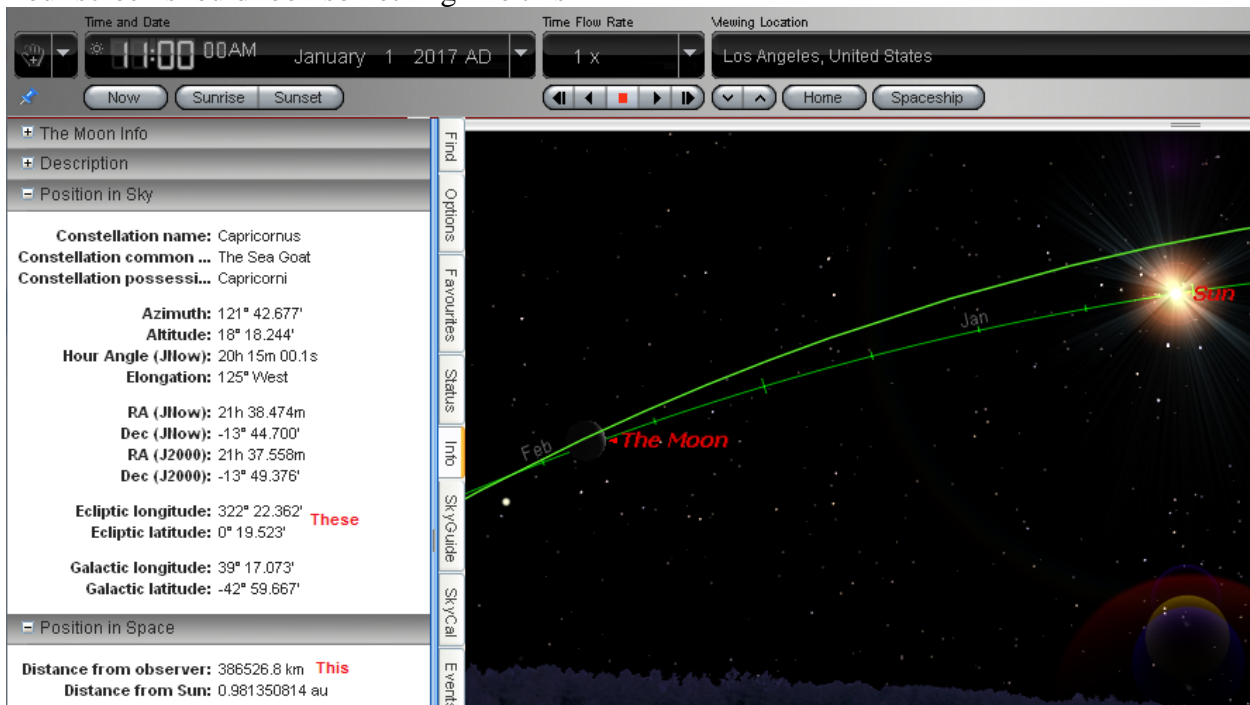 Time and Date
Time Flow Rate
Viewing Location
11:00 00AM January 1 2017 AD
1 x
Los Angeles, United States
Now
Sunrise
Sunset
Home
Spaceship
The Moon Info
Description
Position in Sky
Constellation name: Capricornus
Constellation common ... The Sea Goat
Constellation possessi... Capricorni
Azimuth: 121° 42.677'
Altitude: 18° 18.244'
Hour Angle (JNow): 20h 15m 00.1s
Elongation: 125° West
RA (JNow): 21h 38.474m
Dec (JNow): -13° 44.700'
RA (J2000): 21h 37.558m
Dec (J2000): -13° 49.376'
Ecliptic longitude: 322° 22.362'
These
Ecliptic latitude: 0° 19.523'
Galactic longitude: 39° 17.073'
Galactic latitude: -42° 59.667'
Position in Space
Distance from observer: 386526.8 km This
Distance from Sun: 0.981350814 au
Find
Options
Favourites
Status
Info
SkyGuide
SkyCal
Events
Sun
Jan
The Moon
Feb